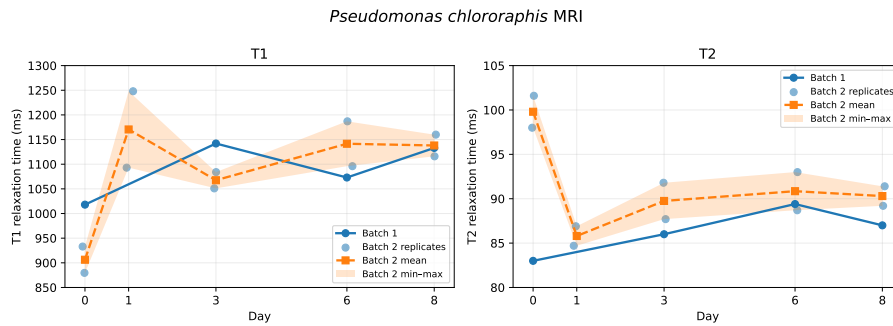 Pseudomonas chlororaphis MRI
T1
T1 relaxation time (ms)
1300
1250
1200
1150
1100
1050
1000
950
900
850
0 1 3 6 8
Day
Batch 1
Batch 2 replicates
Batch 2 mean
Batch 2 min–max
T2
T2 relaxation time (ms)
105
100
95
90
85
80
0 1 3 6 8
Day
Batch 1
Batch 2 replicates
Batch 2 mean
Batch 2 min–max